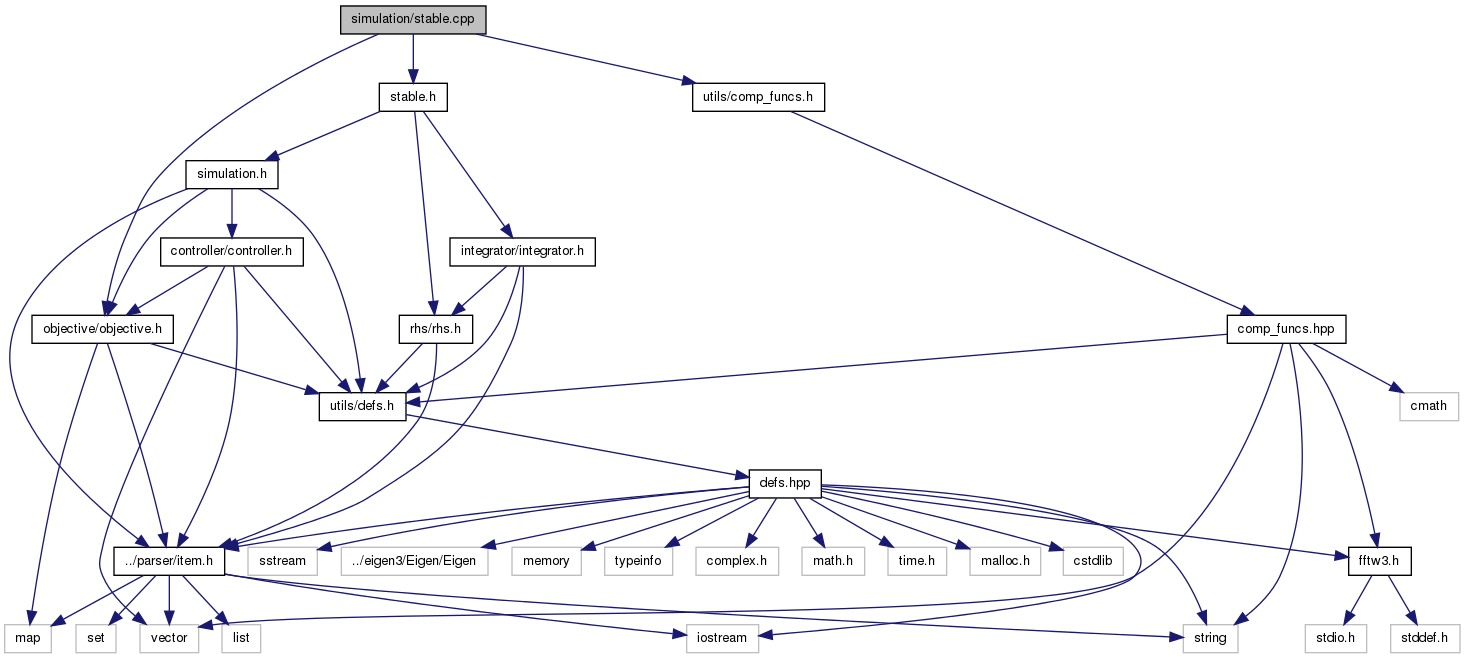 simulation/stable.cpp
stable.h
utils/comp_funcs.h
simulation.h
controller/controller.h
integrator/integrator.h
objective/objective.h
rhs/rhs.h
comp_funcs.hpp
utils/defs.h
cmath
defs.hpp
../parser/item.h
sstream
../eigen3/Eigen/Eigen
memory
typeinfo
complex.h
math.h
time.h
malloc.h
cstdlib
fftw3.h
map
set
vector
list
iostream
string
stdio.h
stddef.h